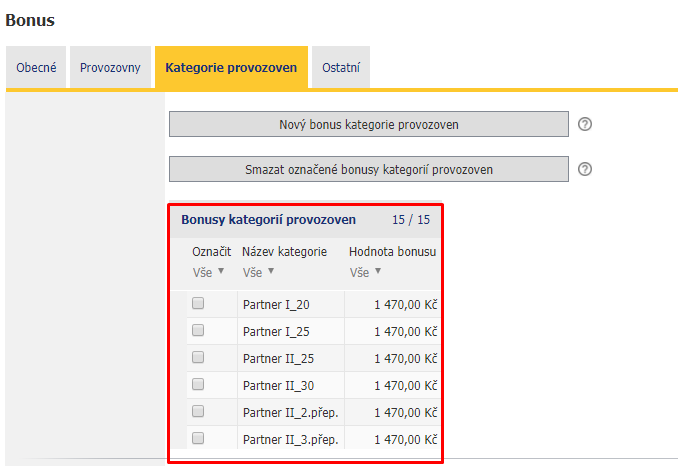 Bonus
Obecné Provozovny Kategorie provozoven Ostatní
Nový bonus kategorie provozoven ?
Smazat označené bonusy kategorií provozoven ?
Bonusy kategorií provozoven 15 / 15
Označit Název kategorie Hodnota bonusu
Vše ▼ Vše ▼ Vše ▼
Partner I_20 1 470,00 Kč
Partner I_25 1 470,00 Kč
Partner II_25 1 470,00 Kč
Partner II_30 1 470,00 Kč
Partner II_2.přep. 1 470,00 Kč
Partner II_3.přep. 1 470,00 Kč